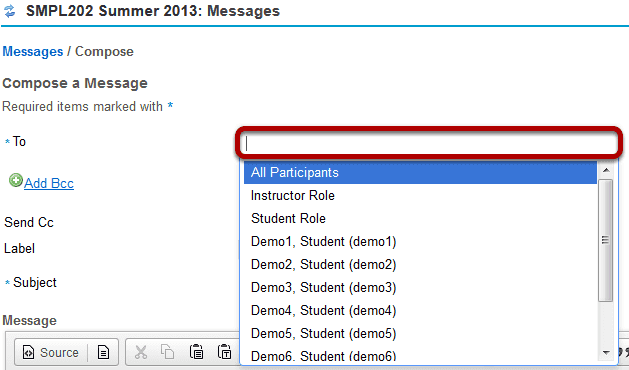 SMPL202 Summer 2013: Messages
Messages / Compose
Compose a Message
Required items marked with *
* To
All Participants
Add Bcc
Instructor Role
Send Cc
Student Role
Label
Demo1, Student (demo1)
Demo2, Student (demo2)
* Subject
Demo3, Student (demo3)
Demo4, Student (demo4)
Message
Demo5, Student (demo5)
Source
Demo6, Student (demo6)